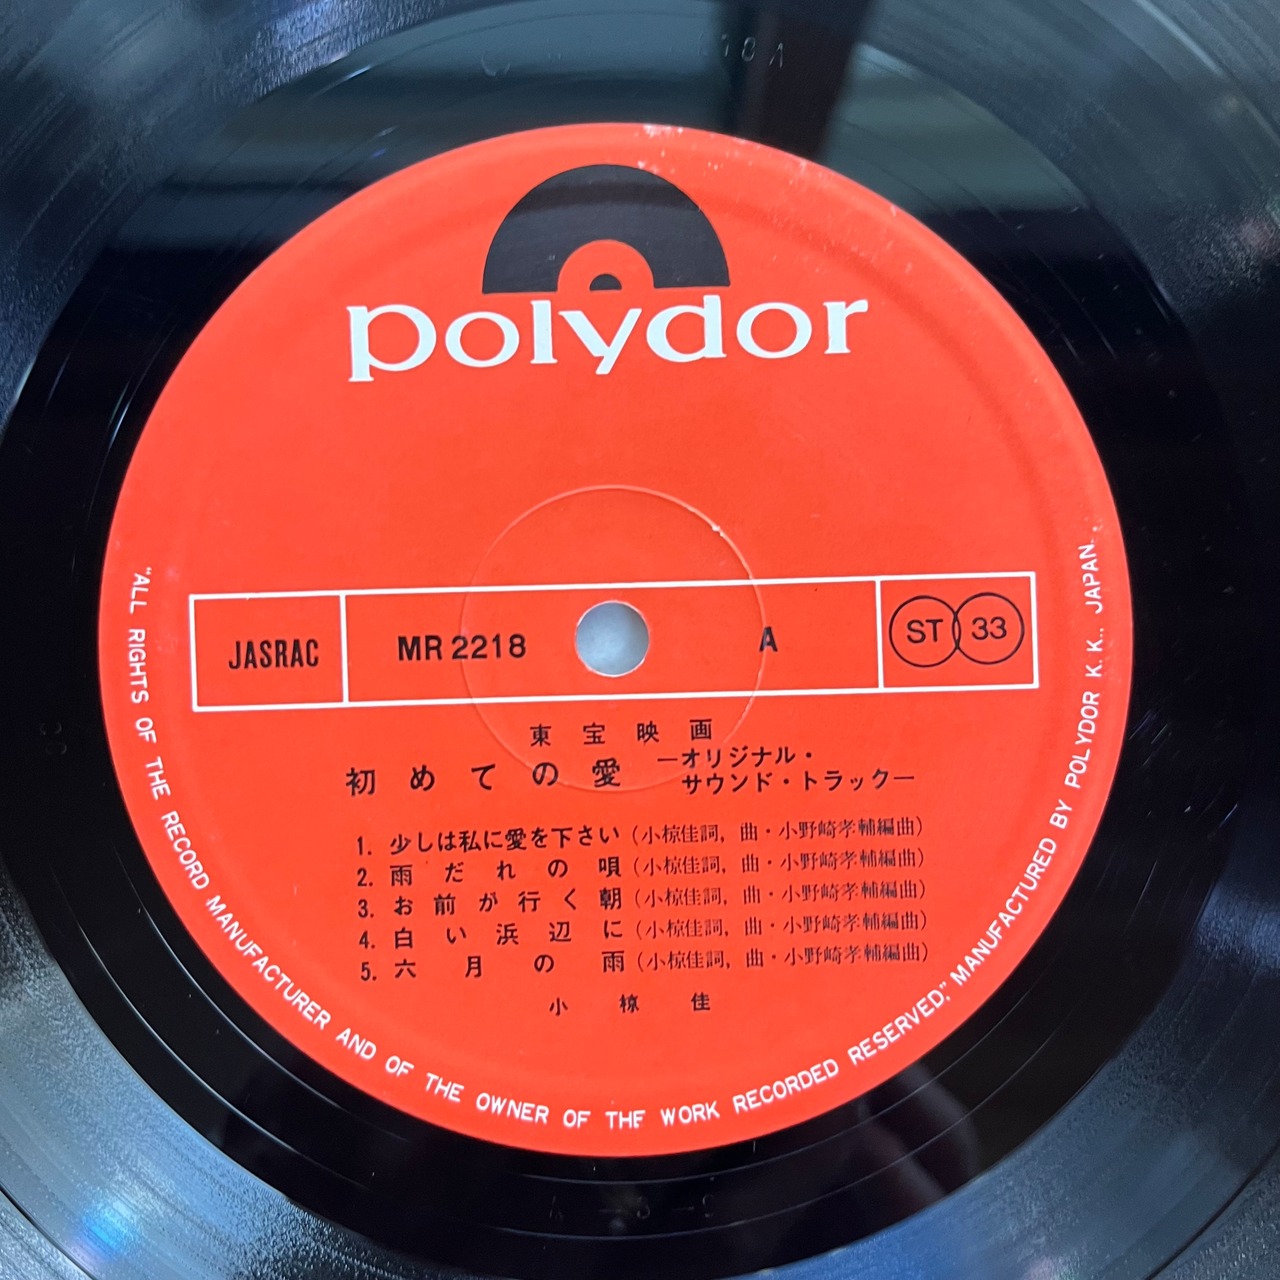 polydor
JASRAC
MR 2218
A
ST 33
東宝映画
初めての愛
—オリジナル・
サウンド・トラック—
1. 少しは私に愛を下さい (小椋佳詞, 曲・小野崎孝輔編曲)
2. 雨だれの唄 (小椋佳詞, 曲・小野崎孝輔編曲)
3. お前が行く朝 (小椋佳詞, 曲・小野崎孝輔編曲)
4. 白い浜辺に (小椋佳詞, 曲・小野崎孝輔編曲)
5. 六月の雨 (小椋佳詞, 曲・小野崎孝輔編曲)
小椋佳
"ALL RIGHTS OF THE RECORD MANUFACTURER AND OF THE OWNER OF THE WORK RECORDED RESERVED," MANUFACTURED BY POLYDOR K. K., JAPAN.